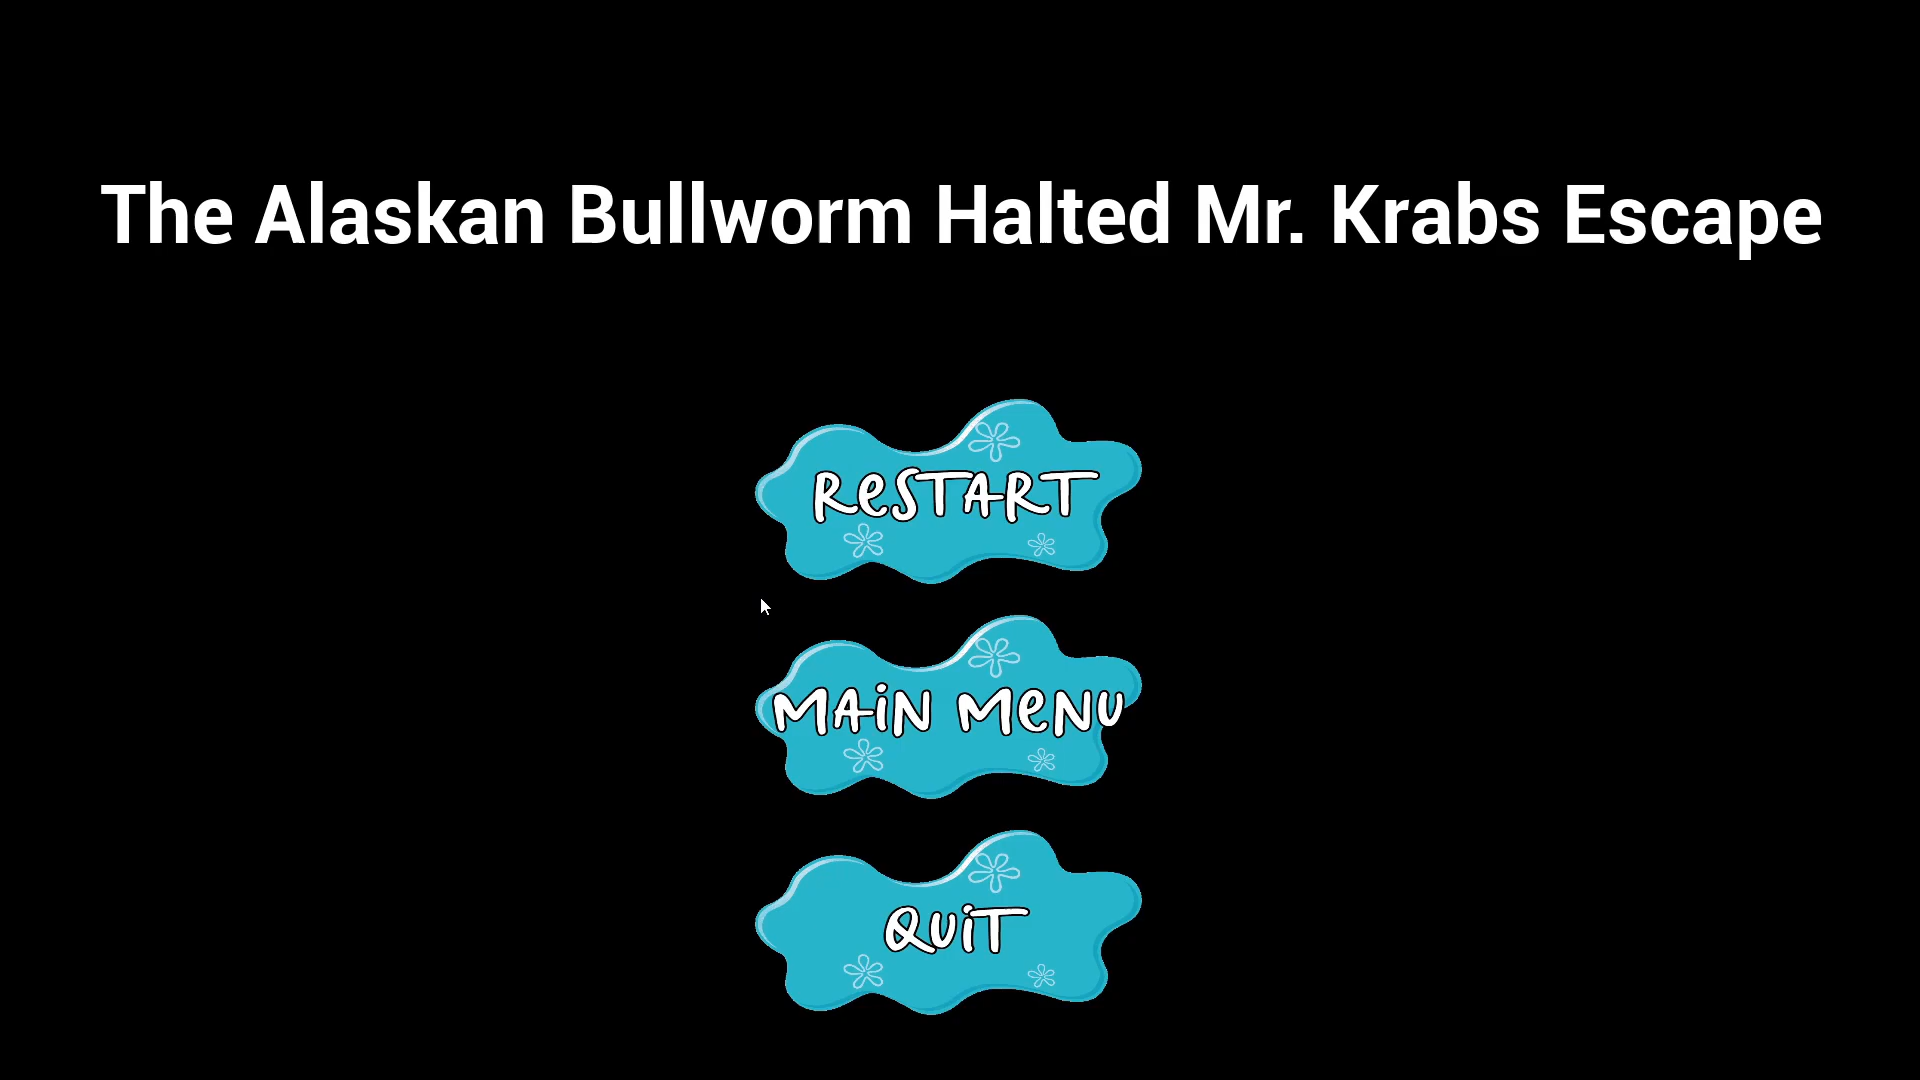 The Alaskan Bullworm Halted Mr. Krabs Escape
ReSTART
MAiN MeNU
QUiT